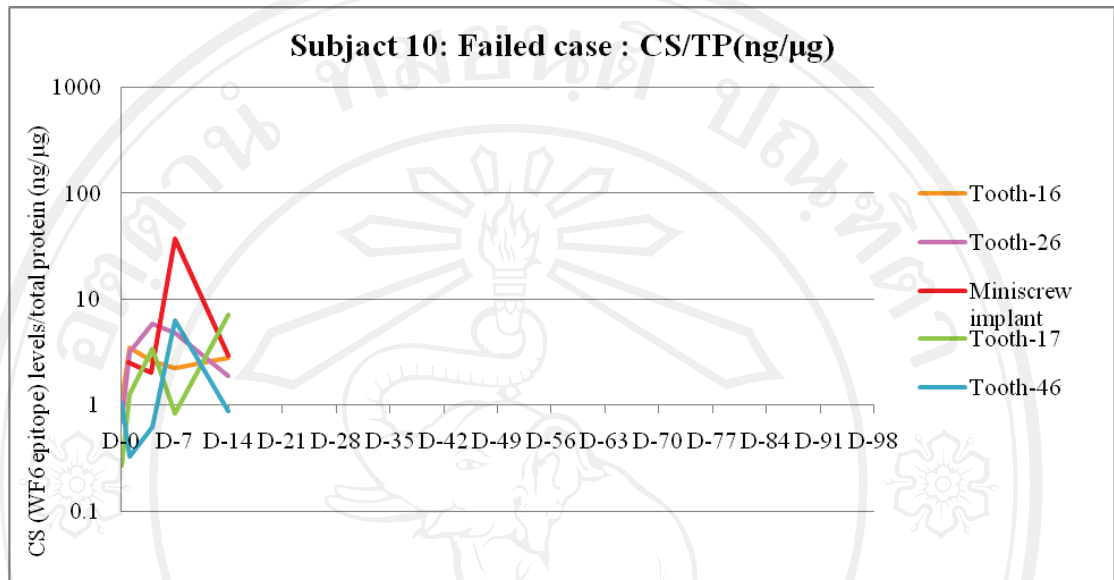 Subjact 10: Failed case : CS/TP(ng/µg)
CS (WF6 epitope) levels/total protein (ng/µg)
1000
100
10
1
0.1
D-0 D-7 D-14 D-21 D-28 D-35 D-42 D-49 D-56 D-63 D-70 D-77 D-84 D-91 D-98
Tooth-16
Tooth-26
Miniscrew
implant
Tooth-17
Tooth-46